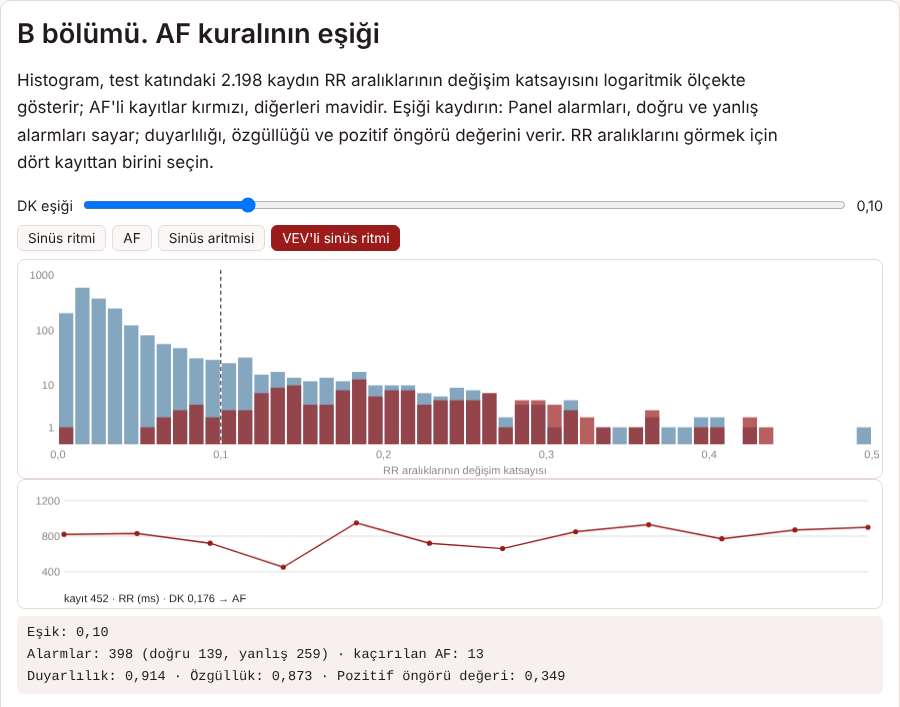 B bölümü. AF kuralının eşiği
Histogram, test katındaki 2.198 kaydın RR aralıklarının değişim katsayısını logaritmik ölçekte
gösterir; AF'li kayıtlar kırmızı, diğerleri mavidir. Eşiği kaydırın: Panel alarmları, doğru ve yanlış
alarmları sayar; duyarlılığı, özgüllüğü ve pozitif öngörü değerini verir. RR aralıklarını görmek için
dört kayıttan birini seçin.
DK eşiği 0,10
Sinüs ritmi AF Sinüs aritmisi VEV'li sinüs ritmi
1000
100
10
1
0,0 0,1 0,2 0,3 0,4 0,5
RR aralıklarının değişim katsayısı
1200
800
400
kayıt 452 · RR (ms) · DK 0,176 → AF
Eşik: 0,10
Alarmlar: 398 (doğru 139, yanlış 259) · kaçırılan AF: 13
Duyarlılık: 0,914 · Özgüllük: 0,873 · Pozitif öngörü değeri: 0,349